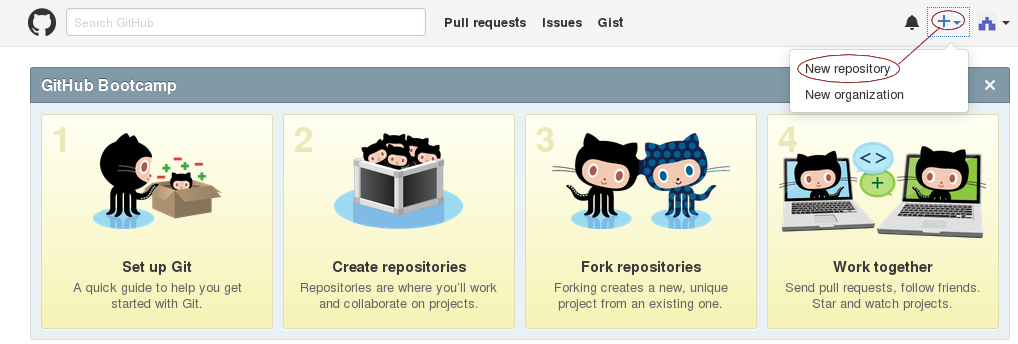 Search GitHub
Pull requests Issues Gist
New repository
New organization
GitHub Bootcamp
1
Set up Git
A quick guide to help you get
started with Git.
2
Create repositories
Repositories are where you'll work
and collaborate on projects.
3
Fork repositories
Forking creates a new, unique
project from an existing one.
4
<>
+
Work together
Send pull requests, follow friends.
Star and watch projects.